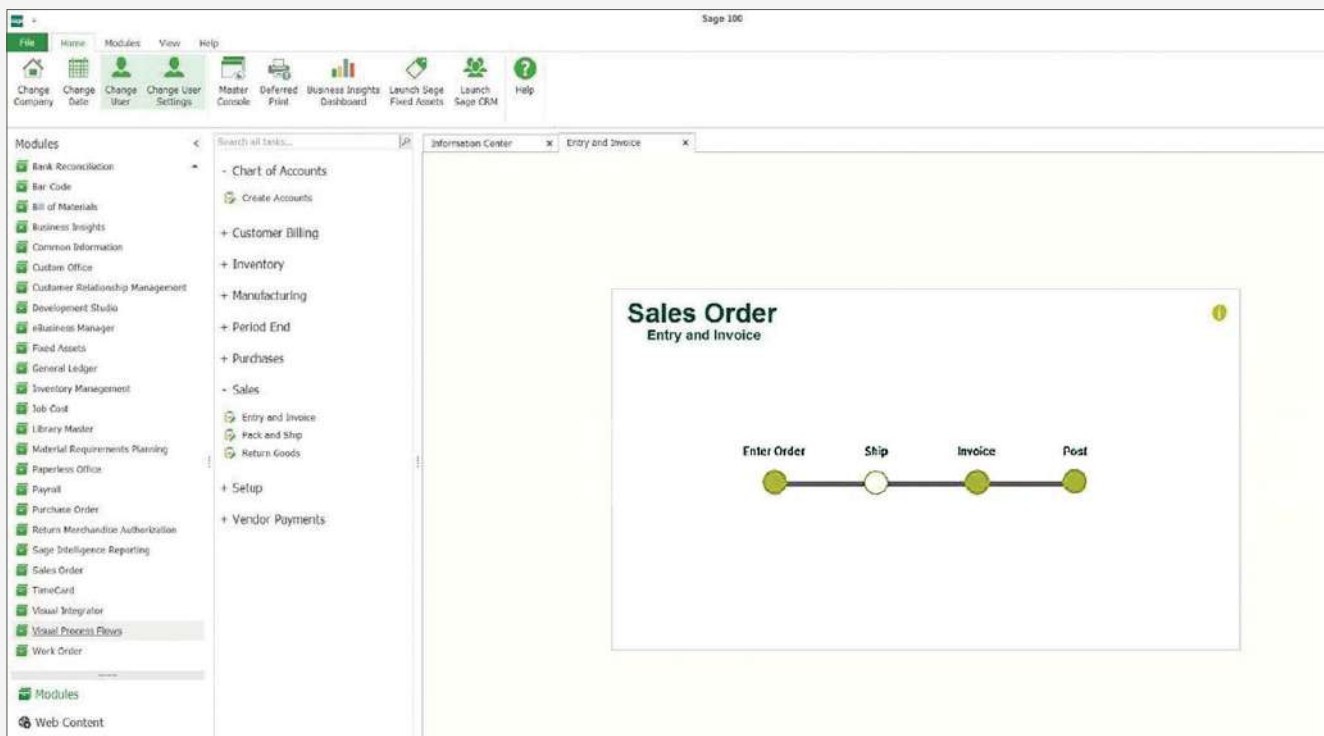 sage
Sage 100
File Home Modules View Help
Change Company
Change Date
Change User
Change User Settings
Master Console
Deferred Print
Business Insights Dashboard
Launch Sage Fixed Assets
Launch Sage CRM
Help
Modules
Bank Reconciliation
Bar Code
Bill of Materials
Business Insights
Common Information
Custom Office
Customer Relationship Management
Development Studio
eBusiness Manager
Fixed Assets
General Ledger
Inventory Management
Job Cost
Library Master
Material Requirements Planning
Paperless Office
Payroll
Purchase Order
Return Merchandise Authorization
Sage Intelligence Reporting
Sales Order
TimeCard
Visual Integrator
Visual Process Flows
Work Order
Modules
Web Content
Search all tasks...
- Chart of Accounts
Create Accounts
+ Customer Billing
+ Inventory
+ Manufacturing
+ Period End
+ Purchases
- Sales
Entry and Invoice
Pack and Ship
Return Goods
+ Setup
+ Vendor Payments
Information Center x Entry and Invoice x
Sales Order
Entry and Invoice
Enter Order Ship Invoice Post